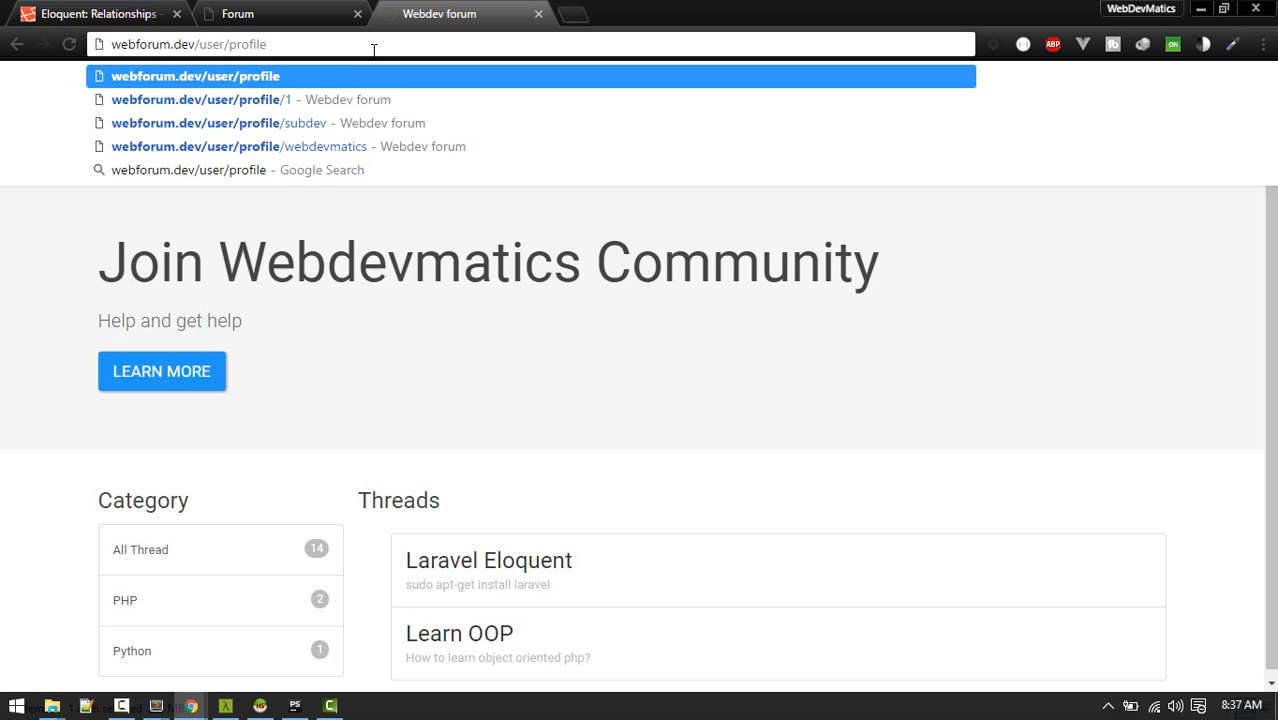 Eloquent: Relationships -
Forum
Webdev forum
WebDevMatics
webforum.dev/user/profile
ABP
ON
webforum.dev/user/profile
webforum.dev/user/profile/1 - Webdev forum
webforum.dev/user/profile/subdev - Webdev forum
webforum.dev/user/profile/webdevmatics - Webdev forum
webforum.dev/user/profile - Google Search
Join Webdevmatics Community
Help and get help
LEARN MORE
Category
Threads
All Thread 14
PHP 2
Python 1
Laravel Eloquent
sudo apt-get install laravel
Learn OOP
How to learn object oriented php?
8:37 AM